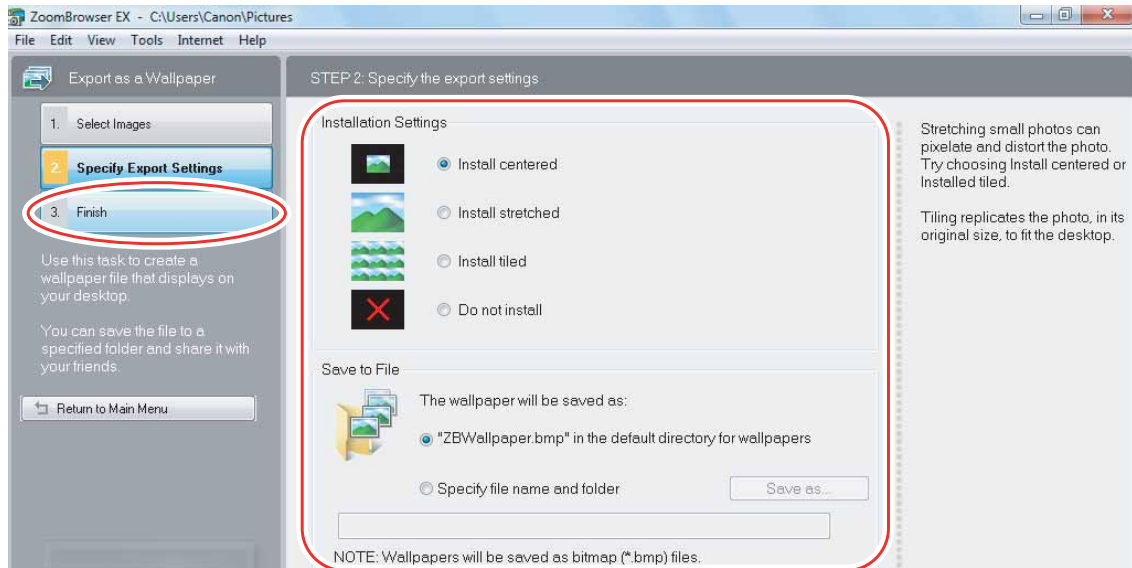 ZoomBrowser EX - C:\Users\Canon\Pictures
File Edit View Tools Internet Help
Export as a Wallpaper
1. Select Images
2. Specify Export Settings
3. Finish
Use this task to create a
wallpaper file that displays on
your desktop.
You can save the file to a
specified folder and share it with
your friends.
Return to Main Menu
STEP 2: Specify the export settings
Installation Settings
Install centered
Install stretched
Install tiled
Do not install
Save to File
The wallpaper will be saved as:
"ZBWallpaper.bmp" in the default directory for wallpapers
Specify file name and folder
Save as...
NOTE: Wallpapers will be saved as bitmap (*.bmp) files.
Stretching small photos can
pixelate and distort the photo.
Try choosing Install centered or
Installed tiled.
Tiling replicates the photo, in its
original size, to fit the desktop.